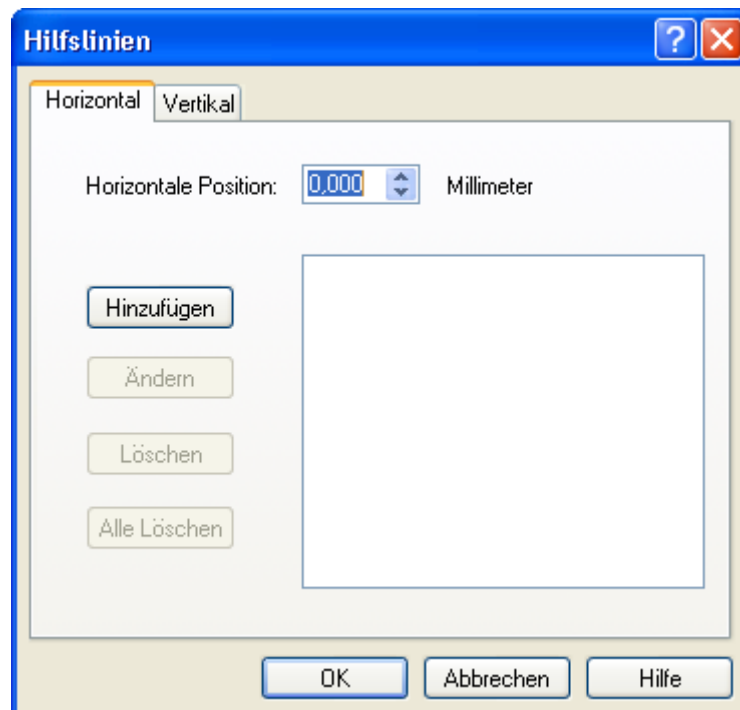 Hilfslinien
Horizontal Vertikal
Horizontale Position: 0,000 Millimeter
Hinzufügen
Ändern
Löschen
Alle Löschen
OK Abbrechen Hilfe